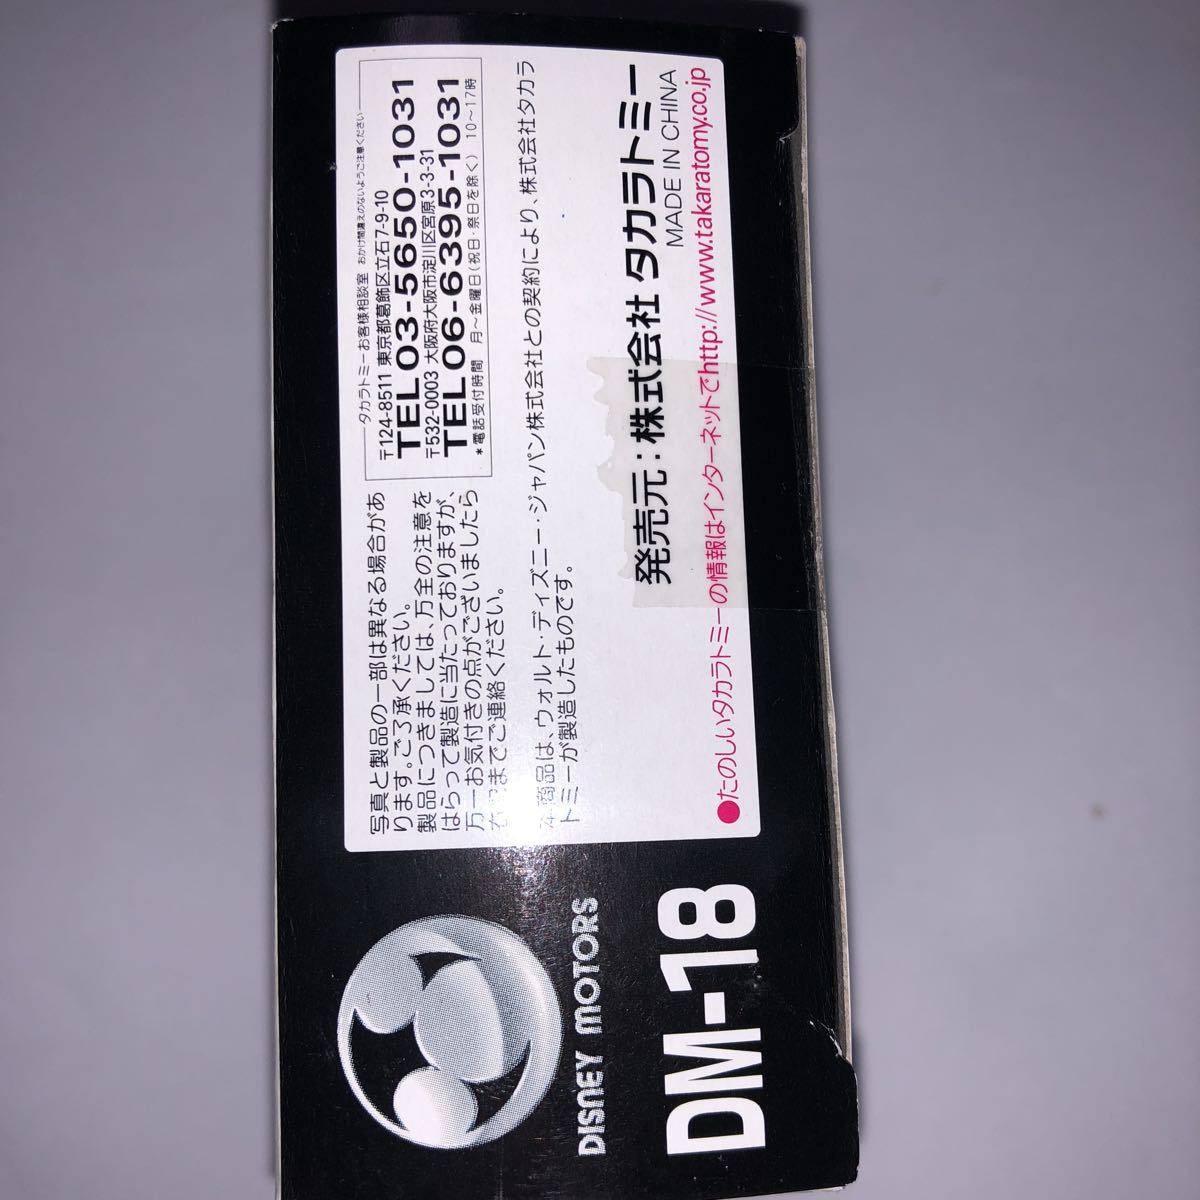 DISNEY MOTORS
DM-18
写真と製品の一部は異なる場合があ
ります。ご了承ください。
製品につきましては、万全の注意を
はらって製造に当たっておりますが、
万一お気付きの点がございましたら
までご連絡ください。
タカラトミーお客様相談室 おかけ間違えのないようご注意ください
〒124-8511 東京都葛飾区立石7-9-10
TEL 03-5650-1031
〒532-0003 大阪府大阪市淀川区宮原3-3-31
TEL 06-6395-1031
*電話受付時間 月〜金曜日(祝日・祭日を除く) 10〜17時
本商品は、ウォルト・ディズニー・ジャパン株式会社との契約により、株式会社タカラ
トミーが製造したものです。
発売元：株式会社 タカラトミー
MADE IN CHINA
●たのしいタカラトミーの情報はインターネットでhttp://www.takaratomy.co.jp